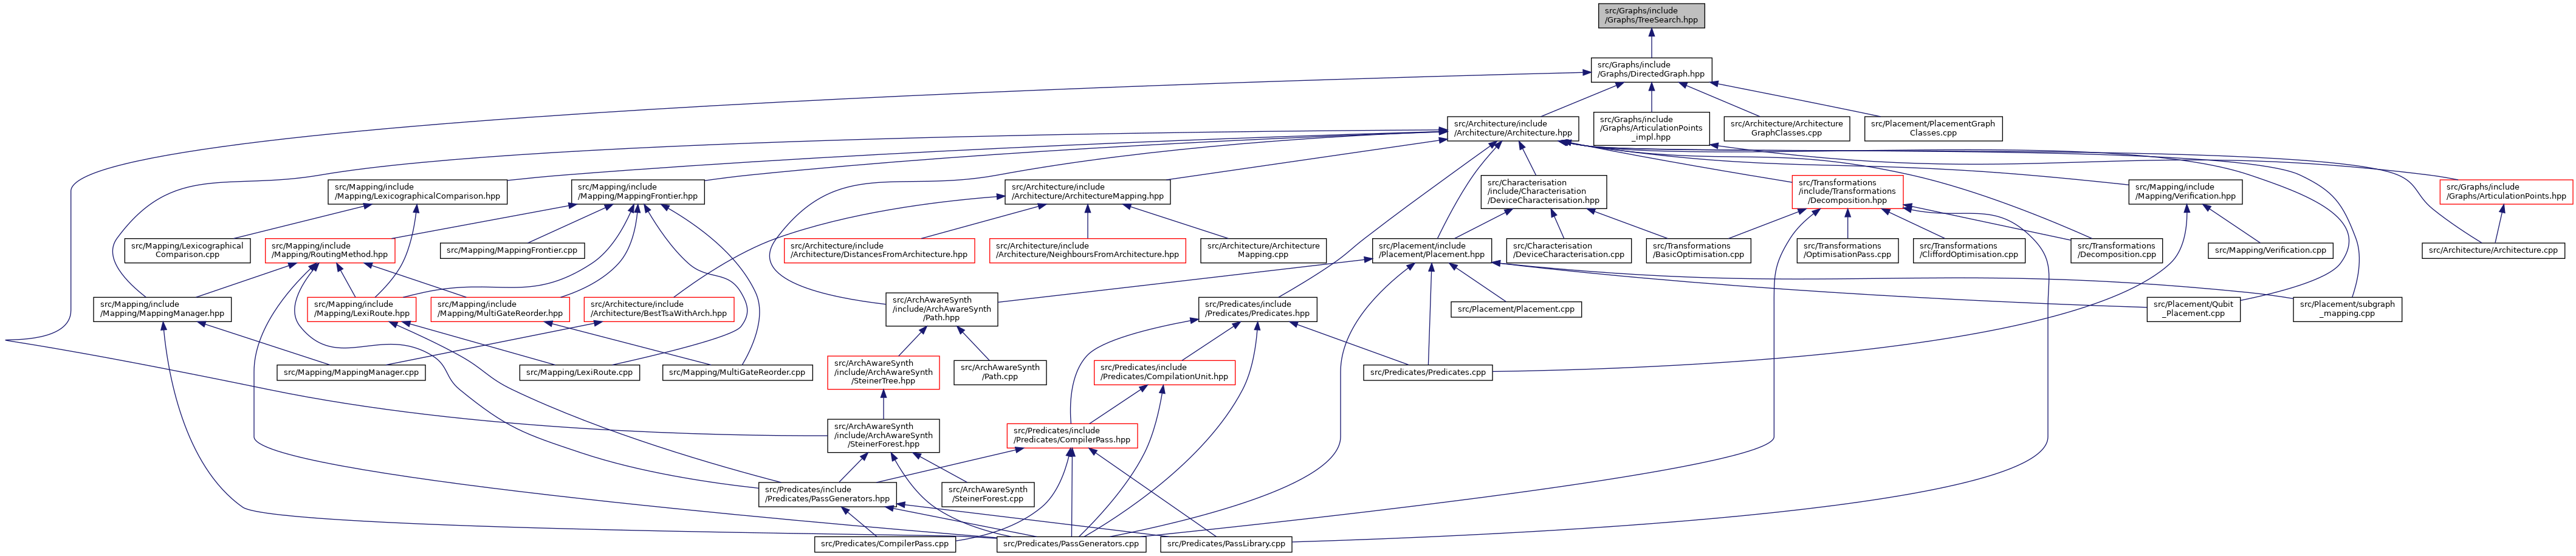 src/Graphs/include
/Graphs/TreeSearch.hpp
src/Graphs/include
/Graphs/DirectedGraph.hpp
src/Architecture/include
/Architecture/Architecture.hpp
src/Graphs/include
/Graphs/ArticulationPoints
_impl.hpp
src/Architecture/Architecture
GraphClasses.cpp
src/Placement/PlacementGraph
Classes.cpp
src/Mapping/include
/Mapping/LexicographicalComparison.hpp
src/Mapping/include
/Mapping/MappingFrontier.hpp
src/Architecture/include
/Architecture/ArchitectureMapping.hpp
src/Characterisation
/include/Characterisation
/DeviceCharacterisation.hpp
src/Transformations
/include/Transformations
/Decomposition.hpp
src/Mapping/include
/Mapping/Verification.hpp
src/Graphs/include
/Graphs/ArticulationPoints.hpp
src/Mapping/Lexicographical
Comparison.cpp
src/Mapping/include
/Mapping/RoutingMethod.hpp
src/Mapping/MappingFrontier.cpp
src/Architecture/include
/Architecture/DistancesFromArchitecture.hpp
src/Architecture/include
/Architecture/NeighboursFromArchitecture.hpp
src/Architecture/Architecture
Mapping.cpp
src/Placement/include
/Placement/Placement.hpp
src/Characterisation
/DeviceCharacterisation.cpp
src/Transformations
/BasicOptimisation.cpp
src/Transformations
/OptimisationPass.cpp
src/Transformations
/CliffordOptimisation.cpp
src/Transformations
/Decomposition.cpp
src/Mapping/Verification.cpp
src/Architecture/Architecture.cpp
src/Mapping/include
/Mapping/MappingManager.hpp
src/Mapping/include
/Mapping/LexiRoute.hpp
src/Mapping/include
/Mapping/MultiGateReorder.hpp
src/Architecture/include
/Architecture/BestTsaWithArch.hpp
src/ArchAwareSynth
/include/ArchAwareSynth
/Path.hpp
src/Predicates/include
/Predicates/Predicates.hpp
src/Placement/Placement.cpp
src/Placement/Qubit
_Placement.cpp
src/Placement/subgraph
_mapping.cpp
src/Mapping/MappingManager.cpp
src/Mapping/LexiRoute.cpp
src/Mapping/MultiGateReorder.cpp
src/ArchAwareSynth
/include/ArchAwareSynth
/SteinerTree.hpp
src/ArchAwareSynth
/Path.cpp
src/Predicates/include
/Predicates/CompilationUnit.hpp
src/Predicates/Predicates.cpp
src/ArchAwareSynth
/include/ArchAwareSynth
/SteinerForest.hpp
src/Predicates/include
/Predicates/CompilerPass.hpp
src/Predicates/include
/Predicates/PassGenerators.hpp
src/ArchAwareSynth
/SteinerForest.cpp
src/Predicates/CompilerPass.cpp
src/Predicates/PassGenerators.cpp
src/Predicates/PassLibrary.cpp